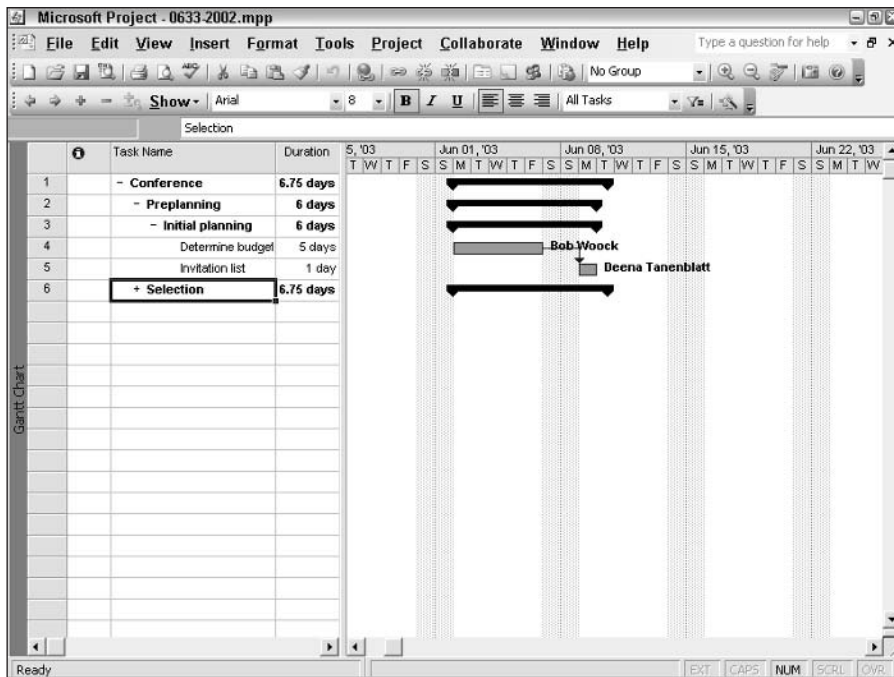 Microsoft Project - 0633-2002.mpp
File Edit View Insert Format Tools Project Collaborate Window Help Type a question for help
No Group
Show Arial 8 B I U All Tasks
Selection
Task Name Duration 5, '03 Jun 01, '03 Jun 08, '03 Jun 15, '03 Jun 22, '03
T W T F S S M T W T F S S M T W T F S S M T W T F S S M T W
1 - Conference 6.75 days
2 - Preplanning 6 days
3 - Initial planning 6 days
4 Determine budget 5 days Bob Woock
5 Invitation list 1 day Deena Tanenblatt
6 + Selection 6.75 days
Gantt Chart
Ready EXT CAPS NUM SCRL OVR